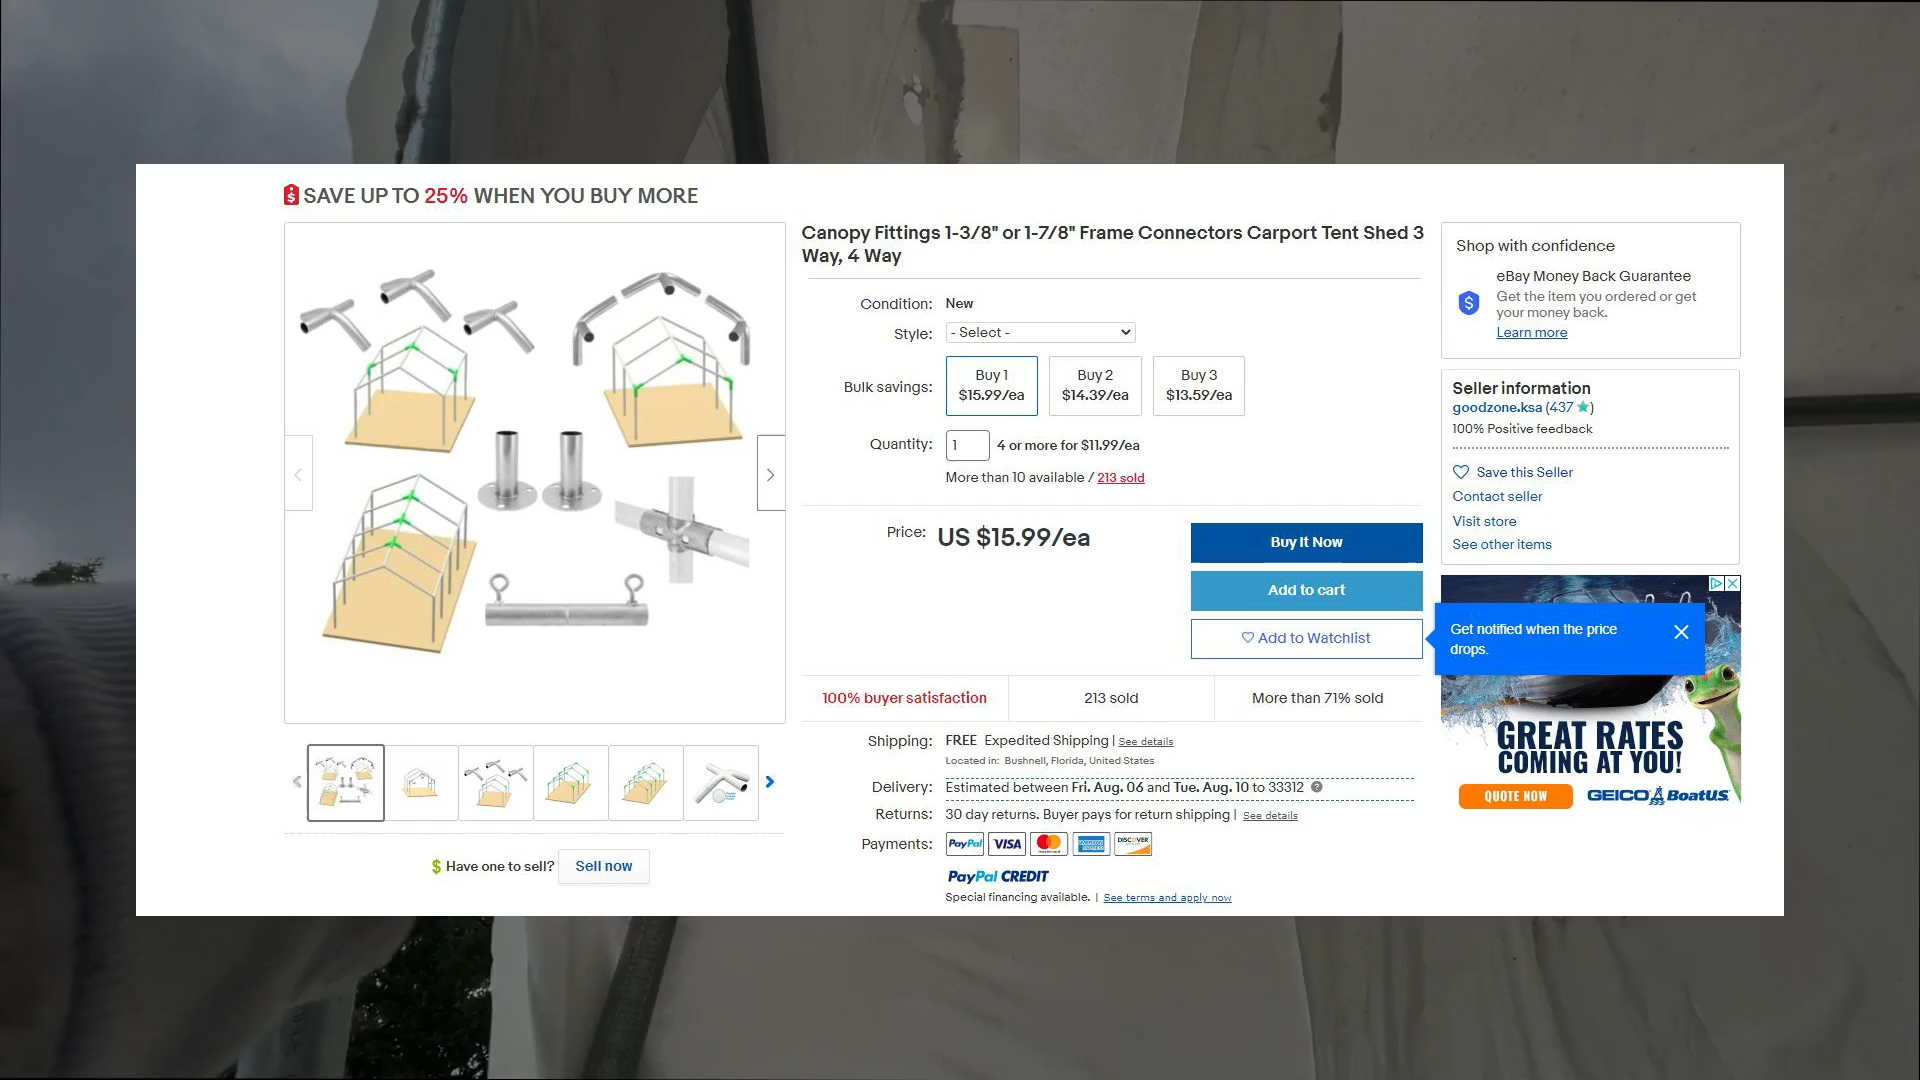 SAVE UP TO 25% WHEN YOU BUY MORE
Canopy Fittings 1-3/8" or 1-7/8" Frame Connectors Carport Tent Shed 3
Way, 4 Way
Condition: New
Style: - Select -
Bulk savings:
Buy 1
$15.99/ea
Buy 2
$14.39/ea
Buy 3
$13.59/ea
Quantity: 1 4 or more for $11.99/ea
More than 10 available / 213 sold
Price: US $15.99/ea
Buy It Now
Add to cart
Add to Watchlist
100% buyer satisfaction
213 sold
More than 71% sold
Shipping: FREE Expedited Shipping | See details
Located in: Bushnell, Florida, United States
Delivery: Estimated between Fri. Aug. 06 and Tue. Aug. 10 to 33312
Returns: 30 day returns. Buyer pays for return shipping | See details
Payments: PayPal VISA mastercard AMERICAN EXPRESS DISCOVER
PayPal CREDIT
Special financing available. | See terms and apply now
$ Have one to sell? Sell now
Shop with confidence
eBay Money Back Guarantee
Get the item you ordered or get
your money back.
Learn more
Seller information
goodzone.ksa (437)
100% Positive feedback
Save this Seller
Contact seller
Visit store
See other items
Get notified when the price
drops.
GREAT RATES
COMING AT YOU!
QUOTE NOW
GEICO BoatUS